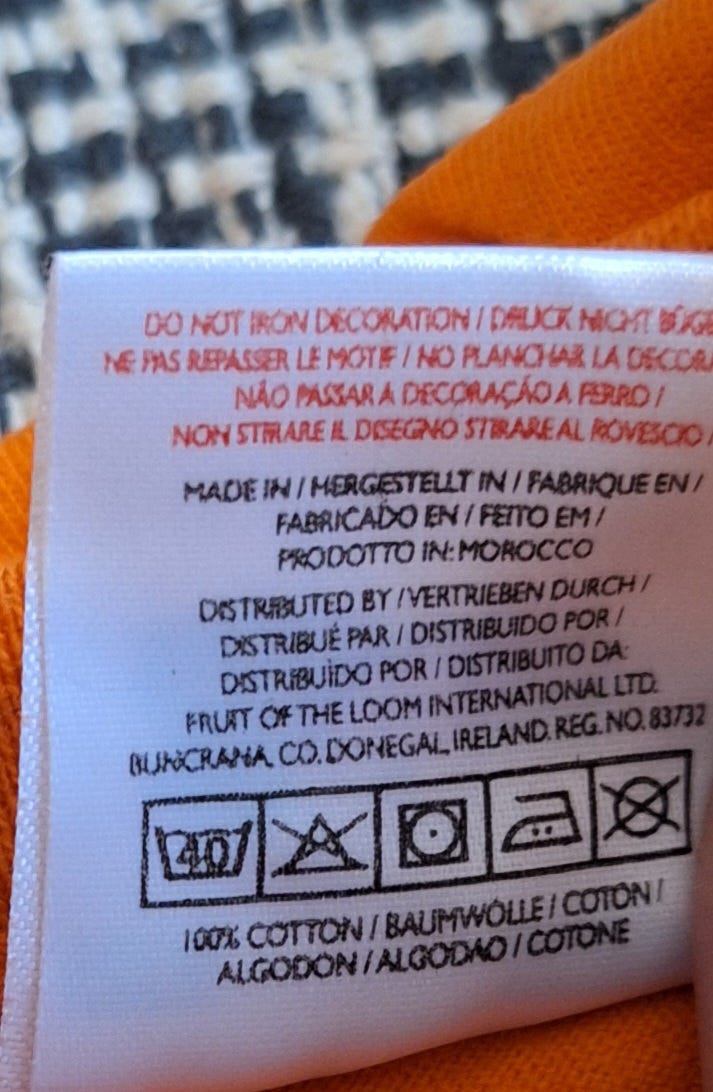 DO NOT IRON DECORATION / DRUCK NICHT BÜGE
NE PAS REPASSER LE MOTIF / NO PLANCHAR LA DECORA
NÃO PASSAR A DECORAÇÃO A FERRO /
NON STIRARE IL DISEGNO STIRARE AL ROVESCIO /
MADE IN / HERGESTELLT IN / FABRIQUE EN /
FABRICADO EN / FEITO EM /
PRODOTTO IN: MOROCCO
DISTRIBUTED BY / VERTRIEBEN DURCH /
DISTRIBUÉ PAR / DISTRIBUIDO POR /
DISTRIBUÌDO POR / DISTRIBUITO DA:
FRUIT OF THE LOOM INTERNATIONAL LTD.
BUNCRANA, CO. DONEGAL, IRELAND. REG. NO. 83732
40
100% COTTON / BAUMWOLLE / COTON /
ALGODON / ALGODAO / COTONE